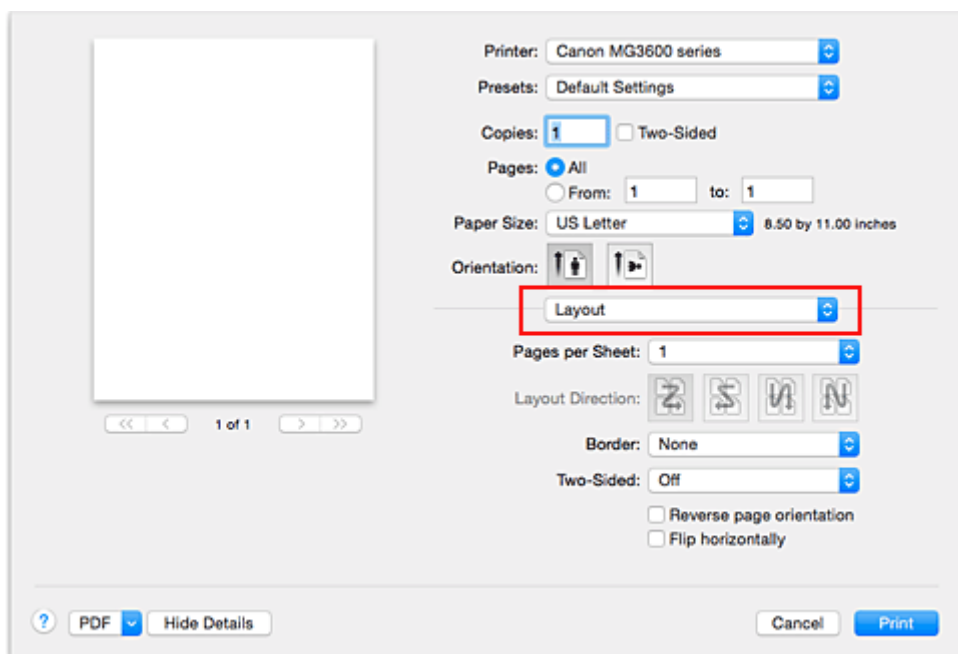 Printer: Canon MG3600 series
Presets: Default Settings
Copies: 1 Two-Sided
Pages: All
From: 1 to: 1
Paper Size: US Letter 8.50 by 11.00 inches
Orientation:
Layout
Pages per Sheet: 1
Layout Direction:
Border: None
Two-Sided: Off
Reverse page orientation
Flip horizontally
<< < 1 of 1 > >>
? PDF Hide Details Cancel Print